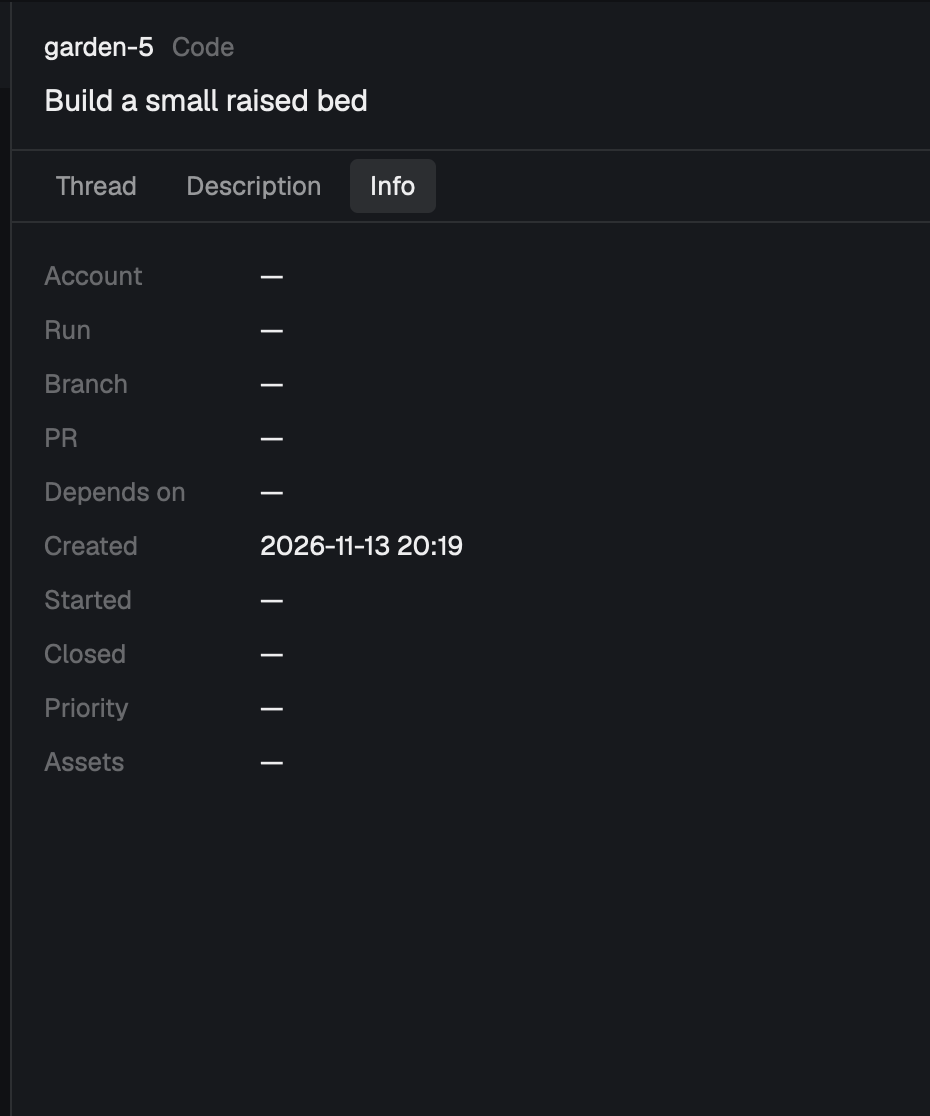 garden-5 Code
Build a small raised bed
Thread Description Info
Account —
Run —
Branch —
PR —
Depends on —
Created 2026-11-13 20:19
Started —
Closed —
Priority —
Assets —